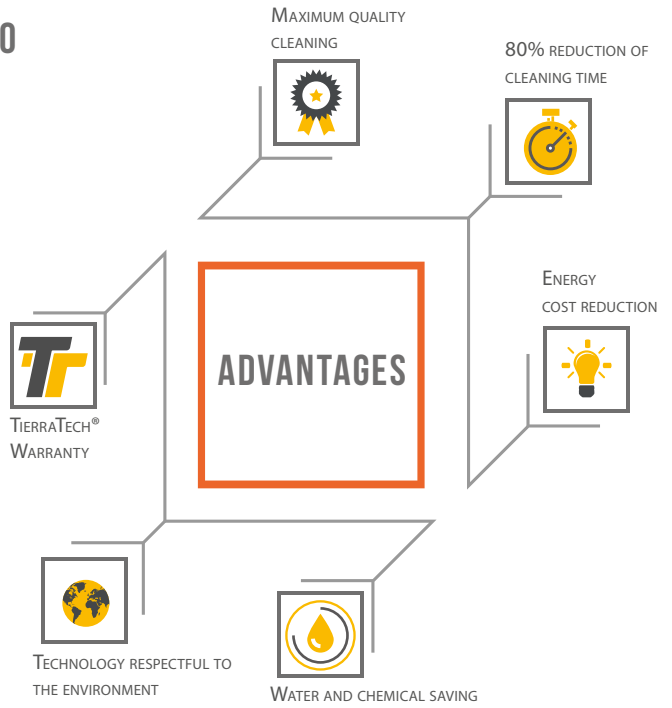 MAXIMUM QUALITY
CLEANING
80% REDUCTION OF
CLEANING TIME
ENERGY
COST REDUCTION
ADVANTAGES
TIERRATECH®
WARRANTY
TECHNOLOGY RESPECTFUL TO
THE ENVIRONMENT
WATER AND CHEMICAL SAVING